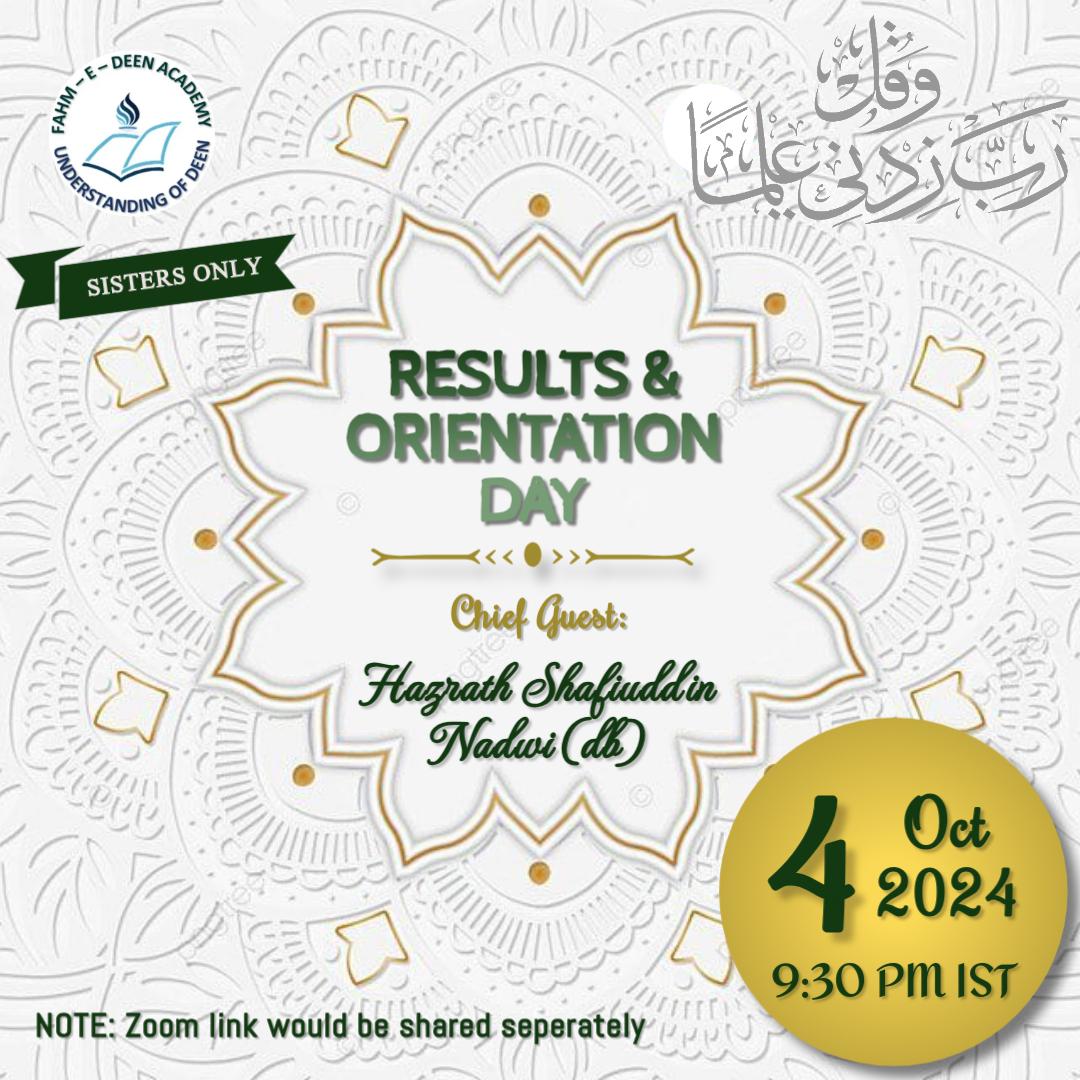 FAHM – E – DEEN ACADEMY
UNDERSTANDING OF DEEN
وَقُل
رَبِّ زِدْنِي عِلْمًا
SISTERS ONLY
RESULTS &
ORIENTATION
DAY
Chief Guest:
Hazrath Shafiuddin
Nadwi (db)
4 Oct
2024
9:30 PM IST
NOTE: Zoom link would be shared seperately